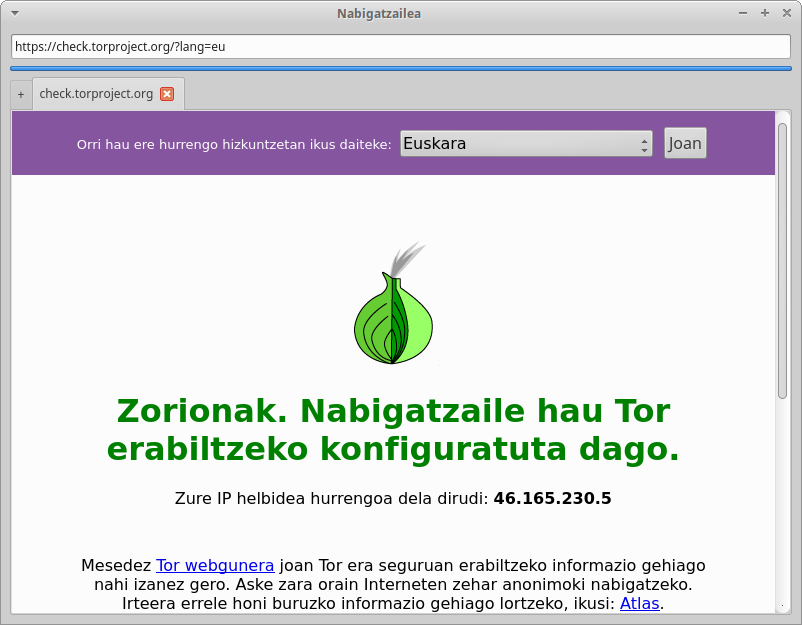 Nabigatzailea
https://check.torproject.org/?lang=eu
+ check.torproject.org
Orri hau ere hurrengo hizkuntzetan ikus daiteke: Euskara Joan
Zorionak. Nabigatzaile hau Tor
erabiltzeko konfiguratuta dago.
Zure IP helbidea hurrengoa dela dirudi: 46.165.230.5
Mesedez Tor webgunera joan Tor era seguruan erabiltzeko informazio gehiago
nahi izanez gero. Aske zara orain Interneten zehar anonimoki nabigatzeko.
Irteera errele honi buruzko informazio gehiago lortzeko, ikusi: Atlas.